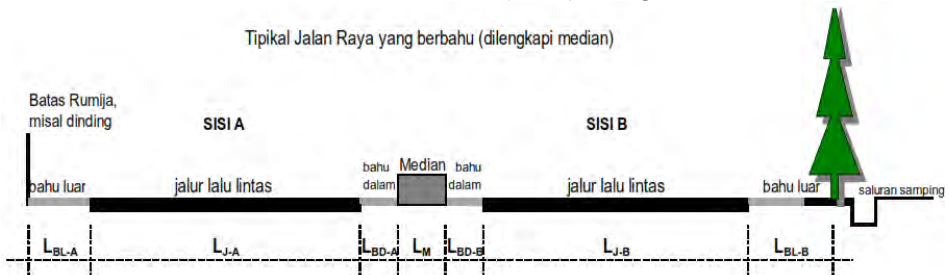 Tipikal Jalan Raya yang berbahu (dilengkapi median)
Batas Rumija,
misal dinding
SISI A
SISI B
bahu luar
jalur lalu lintas
bahu
dalam
Median
bahu
dalam
jalur lalu lintas
bahu luar
saluran samping
LBL-A
LJ-A
LBD-A
LM
LBD-B
LJ-B
LBL-B